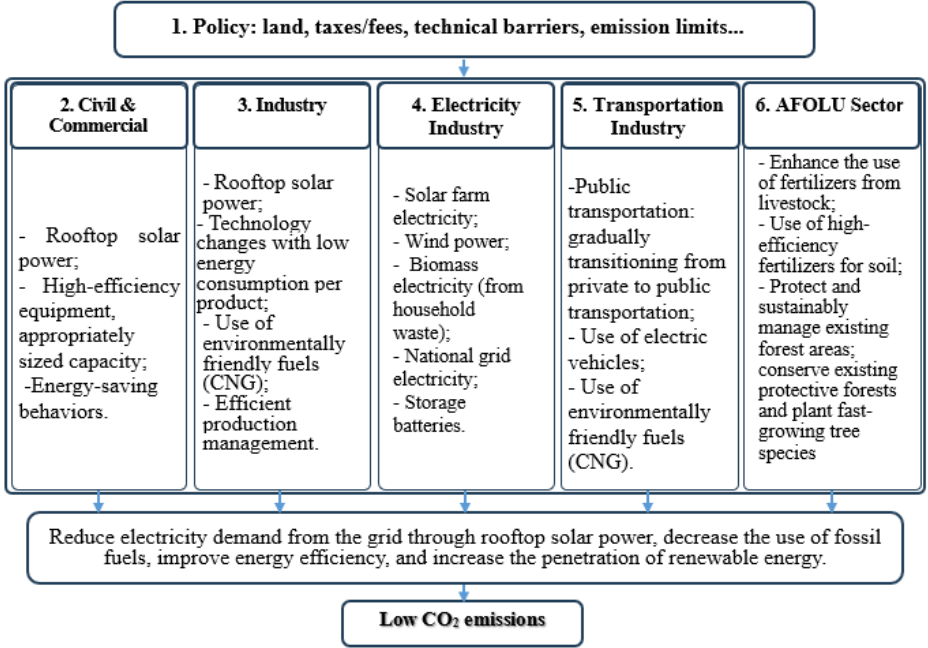 1. Policy: land, taxes/fees, technical barriers, emission limits...
2. Civil &
Commercial
- Rooftop solar
power;
- High-efficiency
equipment,
appropriately
sized capacity;
-Energy-saving
behaviors.
3. Industry
- Rooftop solar
power;
- Technology
changes with low
energy
consumption per
product;
- Use of
environmentally
friendly fuels
(CNG);
- Efficient
production
management.
4. Electricity
Industry
- Solar farm
electricity;
- Wind power;
- Biomass
electricity (from
household
waste);
- National grid
electricity;
- Storage
batteries.
5. Transportation
Industry
-Public
transportation:
gradually
transitioning from
private to public
transportation;
- Use of electric
vehicles;
- Use of
environmentally
friendly fuels
(CNG).
6. AFOLU Sector
- Enhance the use
of fertilizers from
livestock;
- Use of high-
efficiency
fertilizers for soil;
- Protect and
sustainably
manage existing
forest areas;
conserve existing
protective forests
and plant fast-
growing tree
species
Reduce electricity demand from the grid through rooftop solar power, decrease the use of fossil
fuels, improve energy efficiency, and increase the penetration of renewable energy.
Low CO₂ emissions